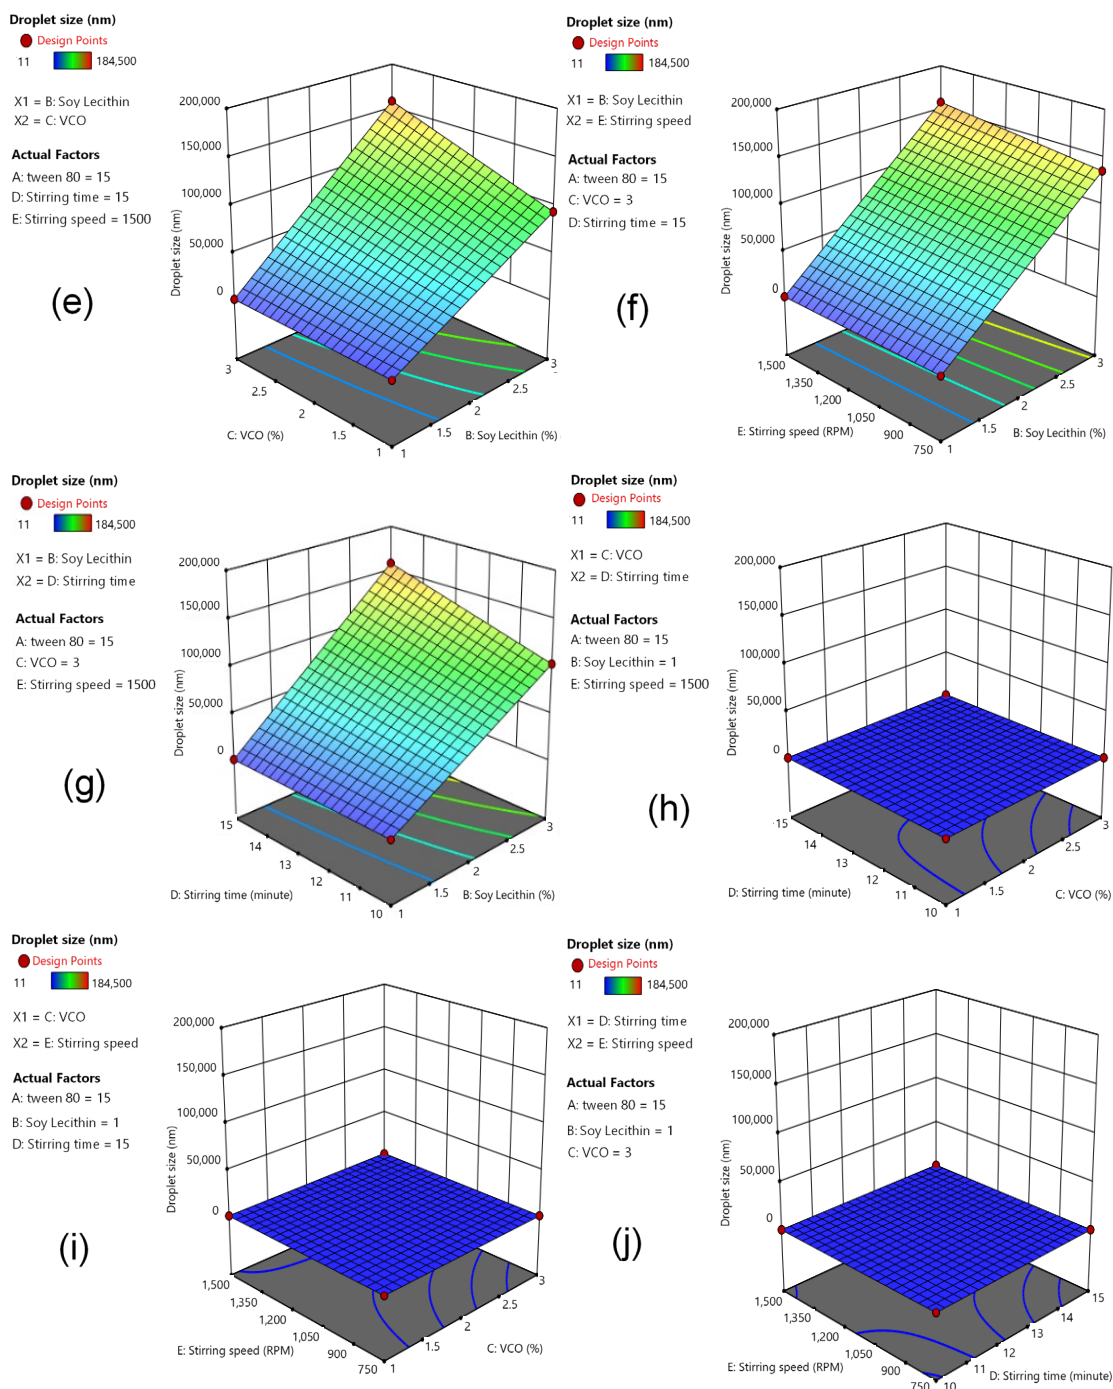 Droplet size (nm)
Design Points
11 184,500
X1 = B: Soy Lecithin
X2 = C: VCO
Actual Factors
A: tween 80 = 15
D: Stirring time = 15
E: Stirring speed = 1500
(e)
200,000
150,000
100,000
50,000
0
Droplet size (nm)
3
2.5
2
1.5
1
C: VCO (%)
1
1.5
2
2.5
3
B: Soy Lecithin (%)
Droplet size (nm)
Design Points
11 184,500
X1 = B: Soy Lecithin
X2 = E: Stirring speed
Actual Factors
A: tween 80 = 15
C: VCO = 3
D: Stirring time = 15
(f)
200,000
150,000
100,000
50,000
0
Droplet size (nm)
1,500
1,350
1,200
1,050
900
750
E: Stirring speed (RPM)
1
1.5
2
2.5
3
B: Soy Lecithin (%)
Droplet size (nm)
Design Points
11 184,500
X1 = B: Soy Lecithin
X2 = D: Stirring time
Actual Factors
A: tween 80 = 15
C: VCO = 3
E: Stirring speed = 1500
(g)
200,000
150,000
100,000
50,000
0
Droplet size (nm)
15
14
13
12
11
10
D: Stirring time (minute)
1
1.5
2
2.5
3
B: Soy Lecithin (%)
Droplet size (nm)
Design Points
11 184,500
X1 = C: VCO
X2 = D: Stirring time
Actual Factors
A: tween 80 = 15
B: Soy Lecithin = 1
E: Stirring speed = 1500
(h)
200,000
150,000
100,000
50,000
0
Droplet size (nm)
15
14
13
12
11
10
D: Stirring time (minute)
1
1.5
2
2.5
3
C: VCO (%)
Droplet size (nm)
Design Points
11 184,500
X1 = C: VCO
X2 = E: Stirring speed
Actual Factors
A: tween 80 = 15
B: Soy Lecithin = 1
D: Stirring time = 15
(i)
200,000
150,000
100,000
50,000
0
Droplet size (nm)
1,500
1,350
1,200
1,050
900
750
E: Stirring speed (RPM)
1
1.5
2
2.5
3
C: VCO (%)
Droplet size (nm)
Design Points
11 184,500
X1 = D: Stirring time
X2 = E: Stirring speed
Actual Factors
A: tween 80 = 15
B: Soy Lecithin = 1
C: VCO = 3
(j)
200,000
150,000
100,000
50,000
0
Droplet size (nm)
1,500
1,350
1,200
1,050
900
750
E: Stirring speed (RPM)
10
11
12
13
14
15
D: Stirring time (minute)